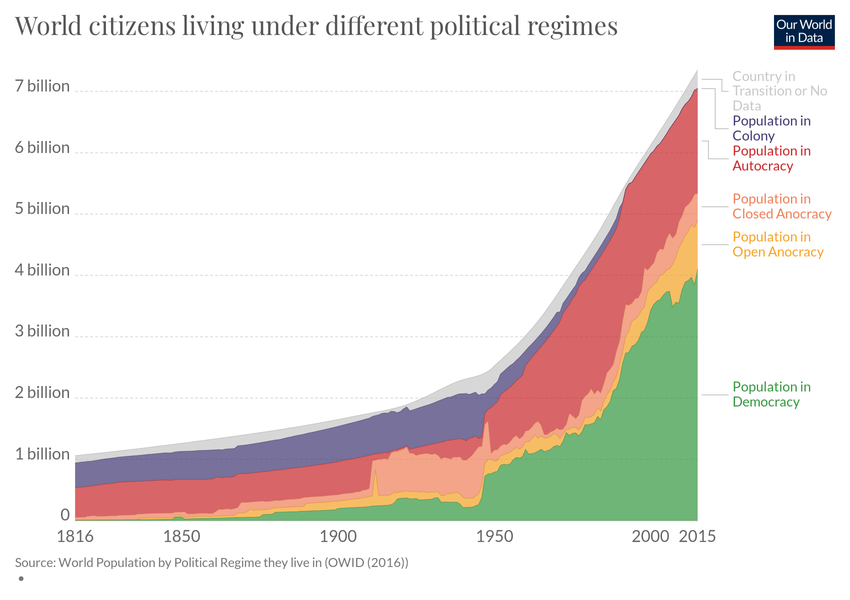 World citizens living under different political regimes
Our World
in Data
7 billion
6 billion
5 billion
4 billion
3 billion
2 billion
1 billion
0
1816
1850
1900
1950
2000
2015
Country in
Transition or No
Data
Population in
Colony
Population in
Autocracy
Population in
Closed Anocracy
Population in
Open Anocracy
Population in
Democracy
Source: World Population by Political Regime they live in (OWID (2016))